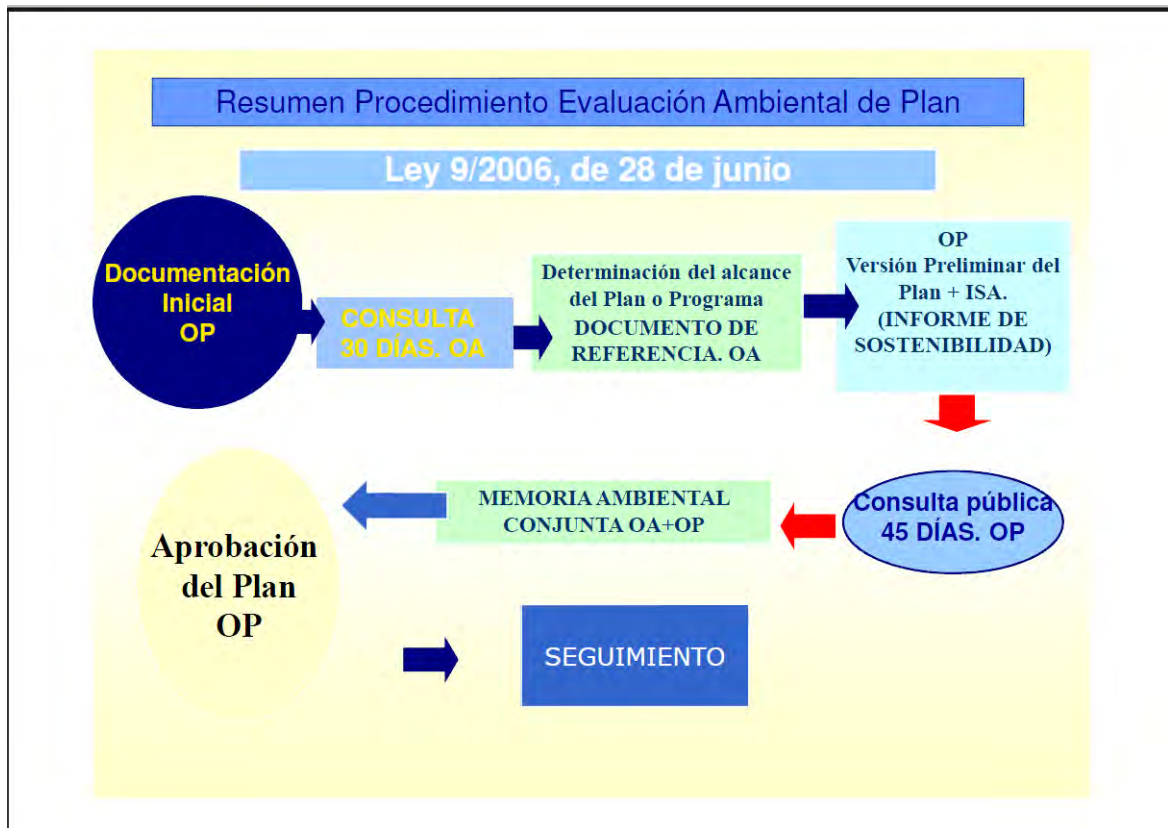 Resumen Procedimiento Evaluación Ambiental de Plan
Ley 9/2006, de 28 de junio
Documentación
Inicial
OP
CONSULTA
30 DÍAS. OA
Determinación del alcance
del Plan o Programa
DOCUMENTO DE
REFERENCIA. OA
OP
Versión Preliminar del
Plan + ISA.
(INFORME DE
SOSTENIBILIDAD)
Consulta pública
45 DÍAS. OP
MEMORIA AMBIENTAL
CONJUNTA OA+OP
Aprobación
del Plan
OP
SEGUIMIENTO